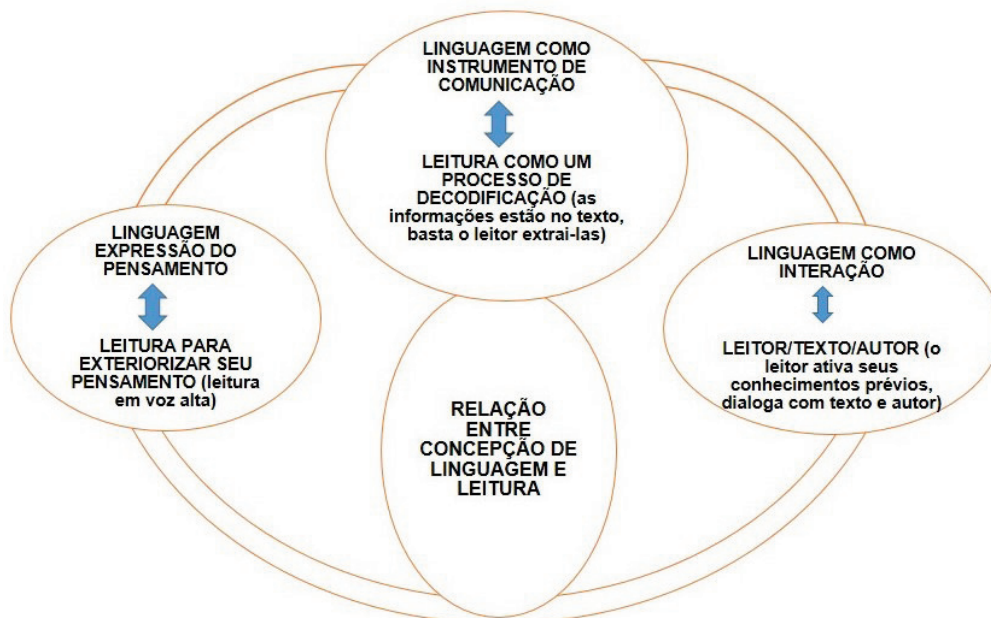 LINGUAGEM COMO
INSTRUMENTO DE
COMUNICAÇÃO
LEITURA COMO UM
PROCESSO DE
DECODIFICAÇÃO (as
informações estão no texto,
basta o leitor extrai-las)
LINGUAGEM
EXPRESSÃO DO
PENSAMENTO
LEITURA PARA
EXTERIORIZAR SEU
PENSAMENTO (leitura
em voz alta)
LINGUAGEM COMO
INTERAÇÃO
LEITOR/TEXTO/AUTOR (o
leitor ativa seus
conhecimentos prévios,
dialoga com texto e autor)
RELAÇÃO
ENTRE
CONCEPÇÃO DE
LINGUAGEM E
LEITURA